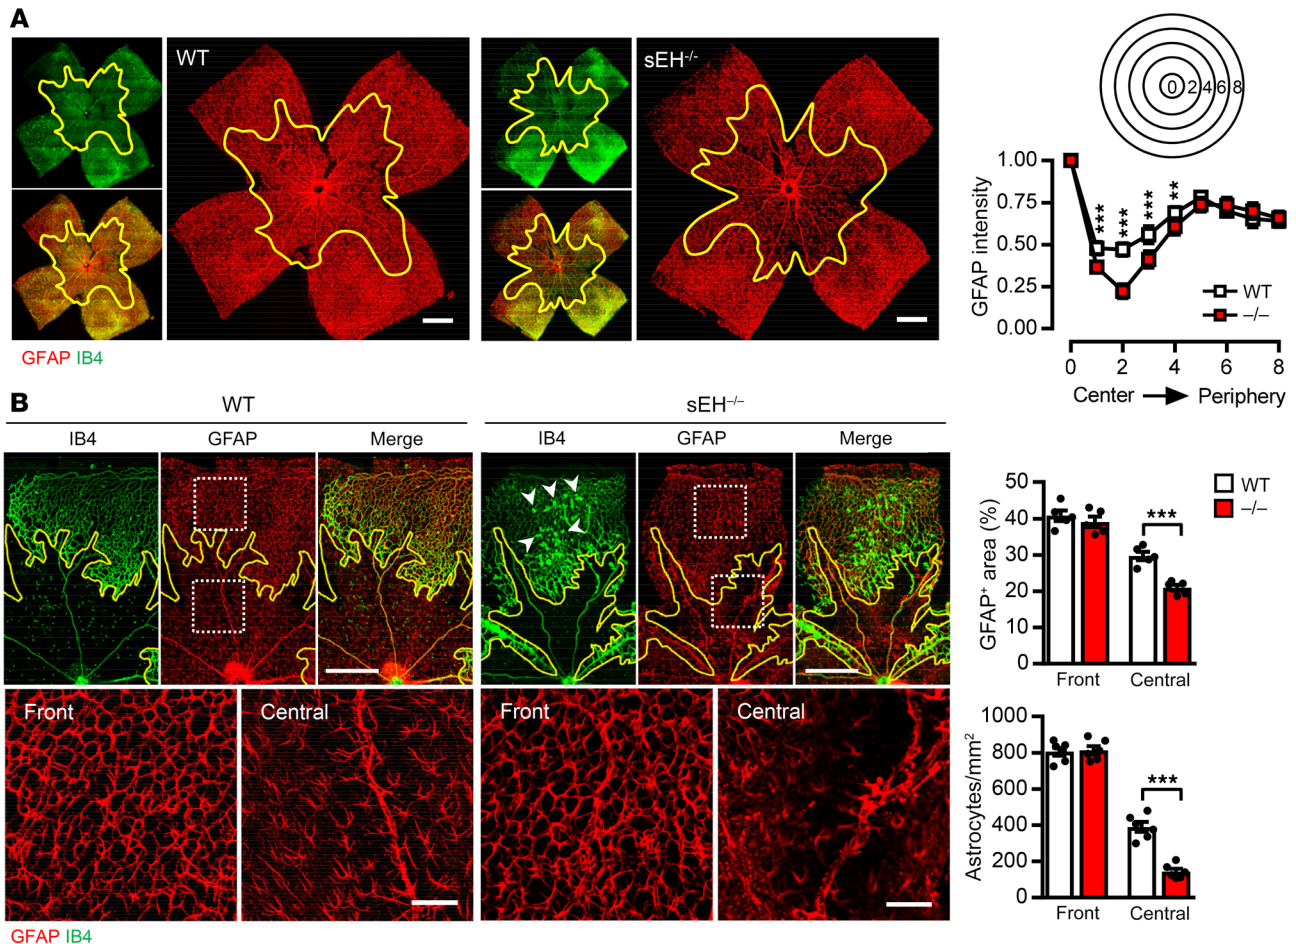 A
WT
sEH-/-
GFAP IB4
0 2 4 6 8
1.00
0.75
0.50
0.25
0.00
GFAP intensity
***
***
***
**
WT
–/–
0 2 4 6 8
Center Periphery
B
WT
sEH–/–
IB4 GFAP Merge
IB4 GFAP Merge
Front
Central
Front
Central
GFAP IB4
50
40
30
20
10
0
GFAP+ area (%)
***
WT
–/–
Front Central
1000
800
600
400
200
0
Astrocytes/mm2
***
Front Central